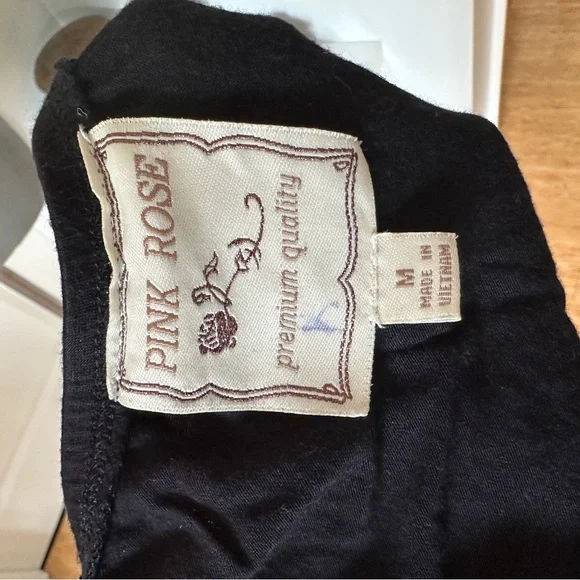 PINK ROSE
premium quality
M
MADE IN
VIETNAM